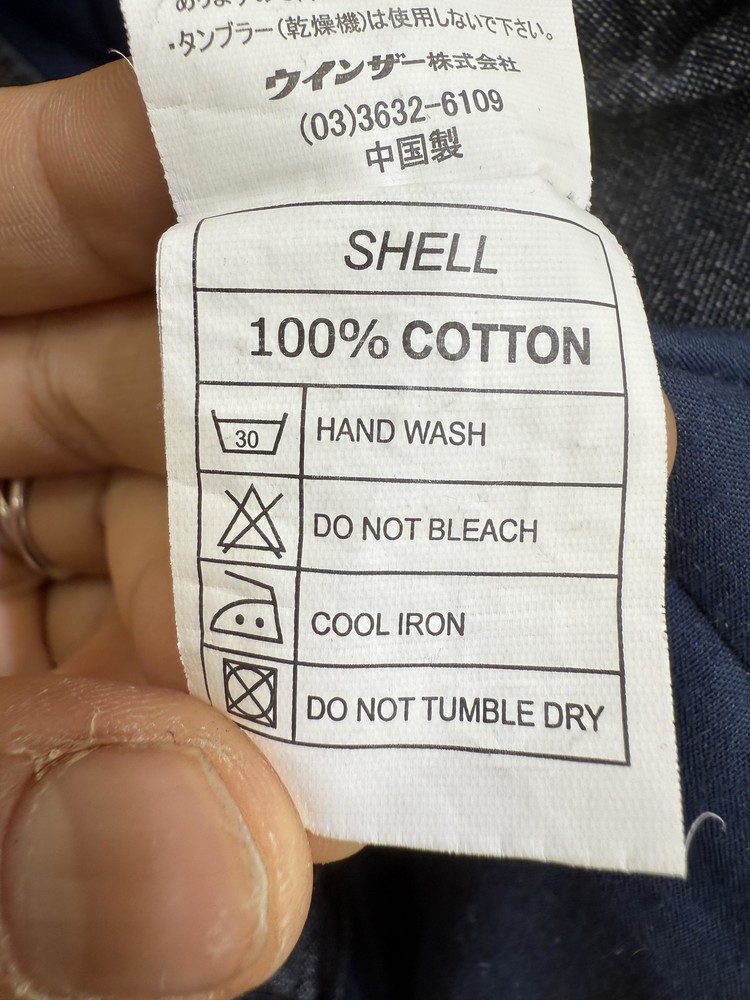 ・タンブラー(乾燥機)は使用しないで下さい。
ウインザー株式会社
(03)3632-6109
中国製
SHELL
100% COTTON
30 HAND WASH
DO NOT BLEACH
COOL IRON
DO NOT TUMBLE DRY